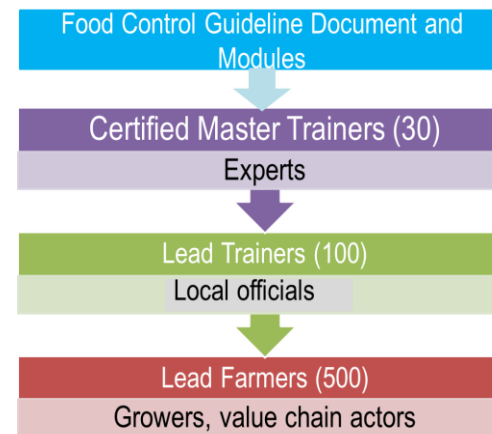 Food Control Guideline Document and
Modules
Certified Master Trainers (30)
Experts
Lead Trainers (100)
Local officials
Lead Farmers (500)
Growers, value chain actors